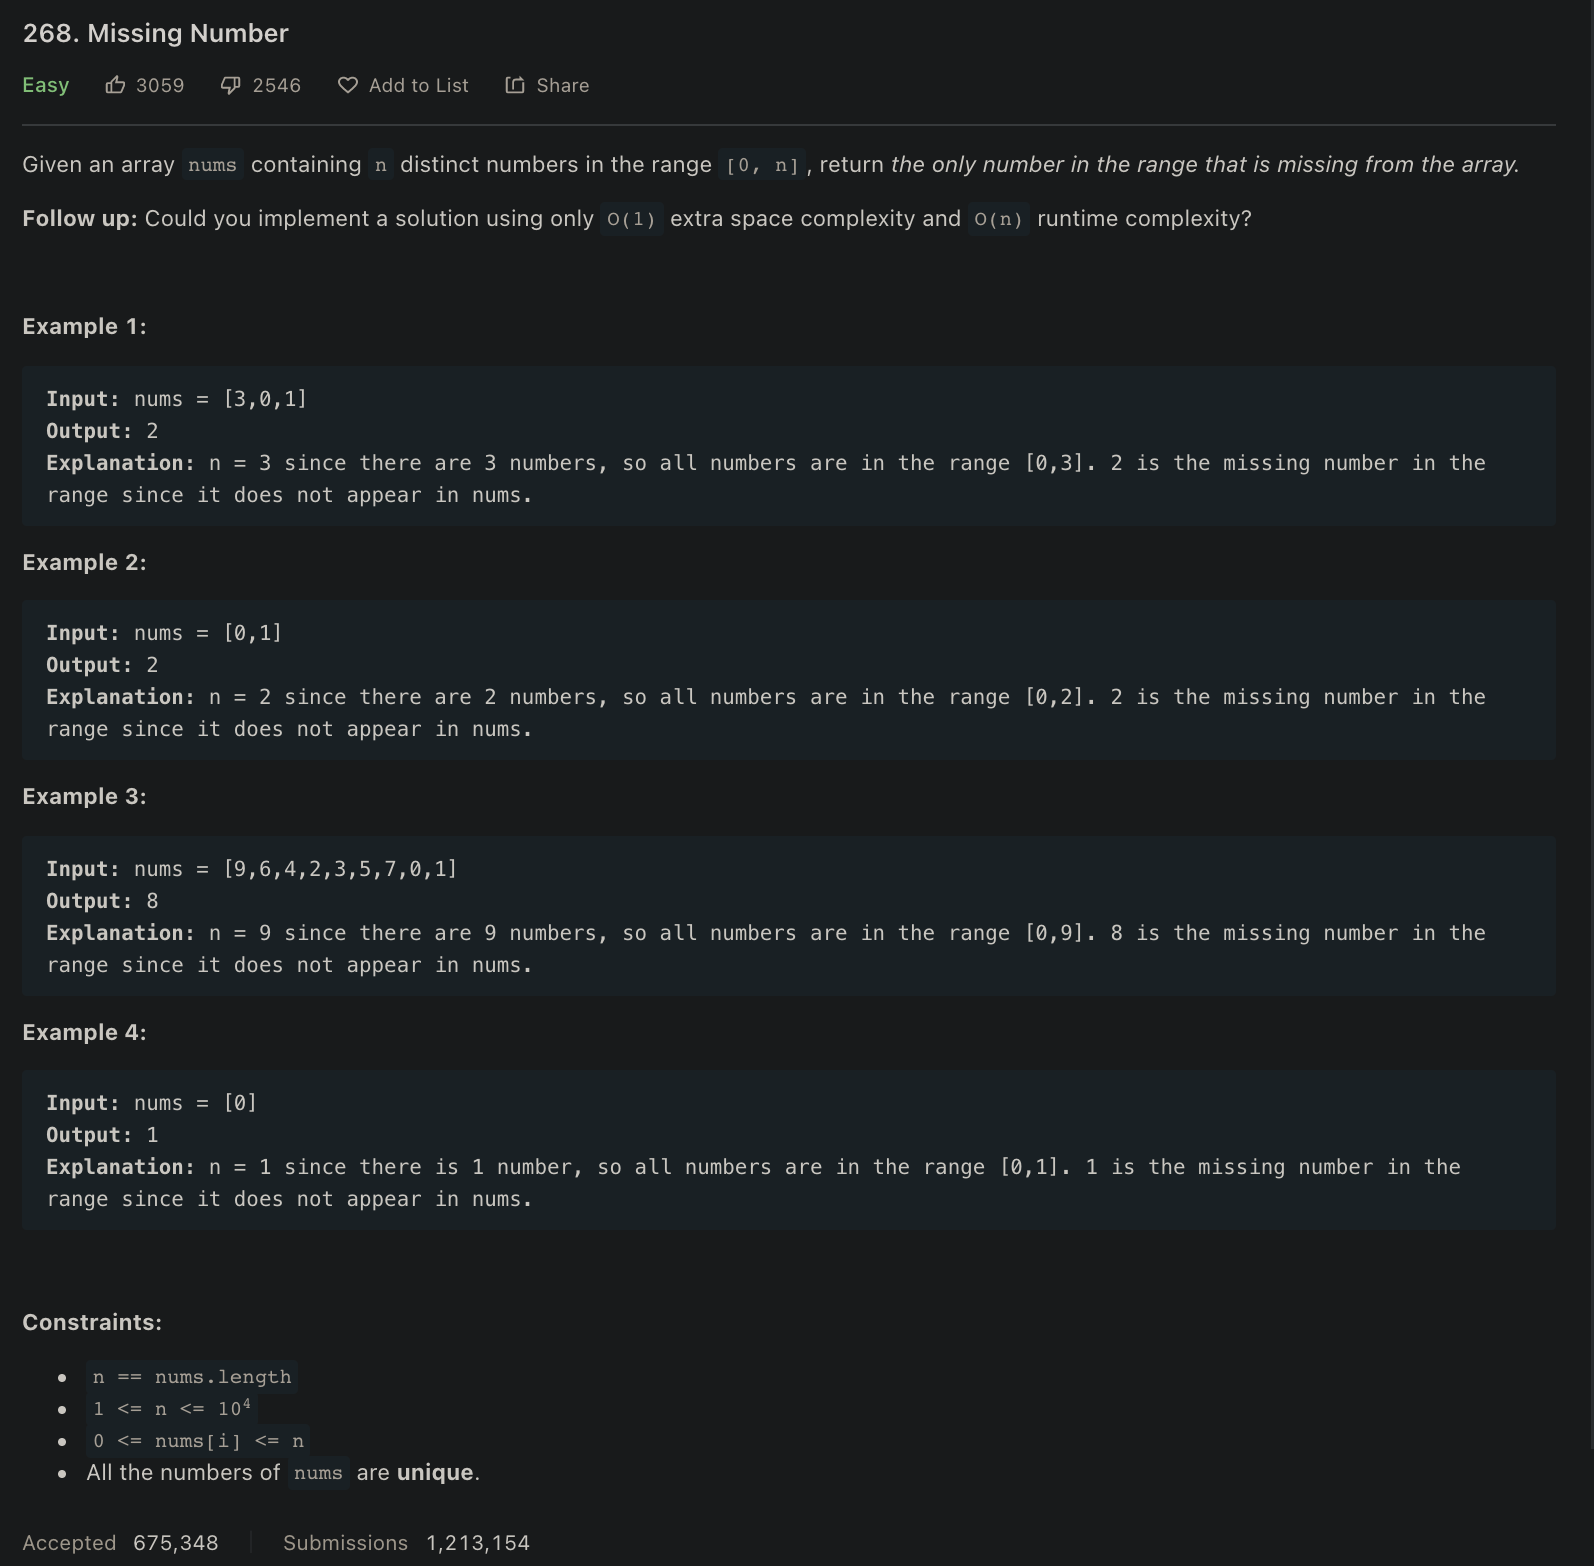 268. Missing Number
Easy 3059 2546 Add to List Share
Given an array nums containing n distinct numbers in the range [0, n], return the only number in the range that is missing from the array.
Follow up: Could you implement a solution using only O(1) extra space complexity and O(n) runtime complexity?
Example 1:
Input: nums = [3,0,1]
Output: 2
Explanation: n = 3 since there are 3 numbers, so all numbers are in the range [0,3]. 2 is the missing number in the
range since it does not appear in nums.
Example 2:
Input: nums = [0,1]
Output: 2
Explanation: n = 2 since there are 2 numbers, so all numbers are in the range [0,2]. 2 is the missing number in the
range since it does not appear in nums.
Example 3:
Input: nums = [9,6,4,2,3,5,7,0,1]
Output: 8
Explanation: n = 9 since there are 9 numbers, so all numbers are in the range [0,9]. 8 is the missing number in the
range since it does not appear in nums.
Example 4:
Input: nums = [0]
Output: 1
Explanation: n = 1 since there is 1 number, so all numbers are in the range [0,1]. 1 is the missing number in the
range since it does not appear in nums.
Constraints:
• n == nums.length
• 1 <= n <= 10⁴
• 0 <= nums[i] <= n
• All the numbers of nums are unique.
Accepted 675,348 Submissions 1,213,154